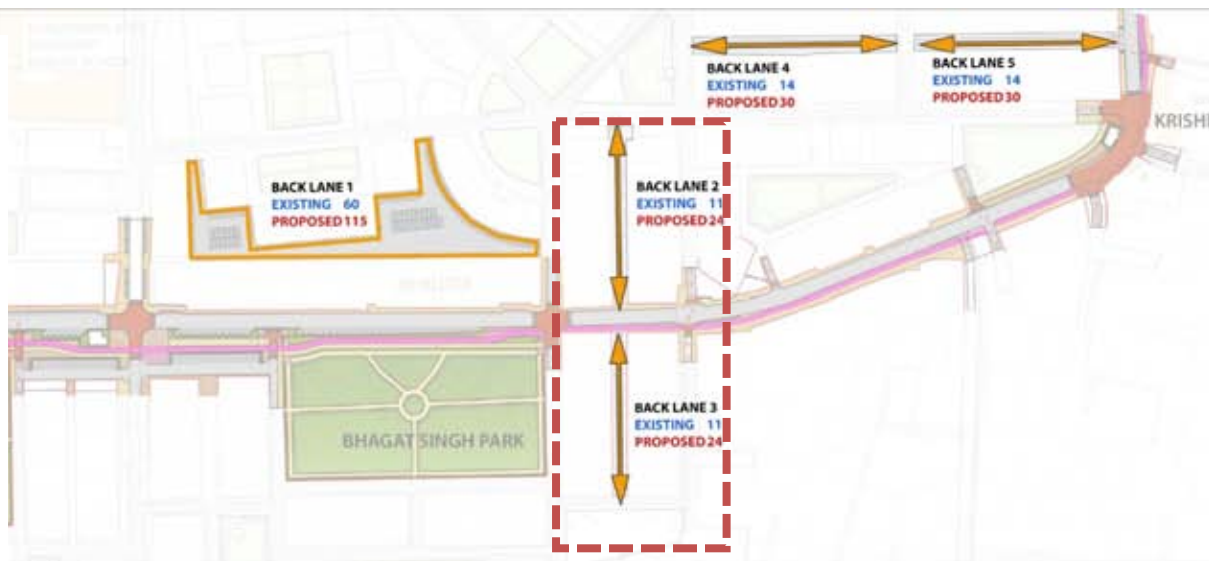 BACK LANE 4
EXISTING 14
PROPOSED 30
BACK LANE 5
EXISTING 14
PROPOSED 30
KRISHI
BACK LANE 1
EXISTING 60
PROPOSED 115
BACK LANE 2
EXISTING 11
PROPOSED 24
BACK LANE 3
EXISTING 11
PROPOSED 24
BHAGAT SINGH PARK